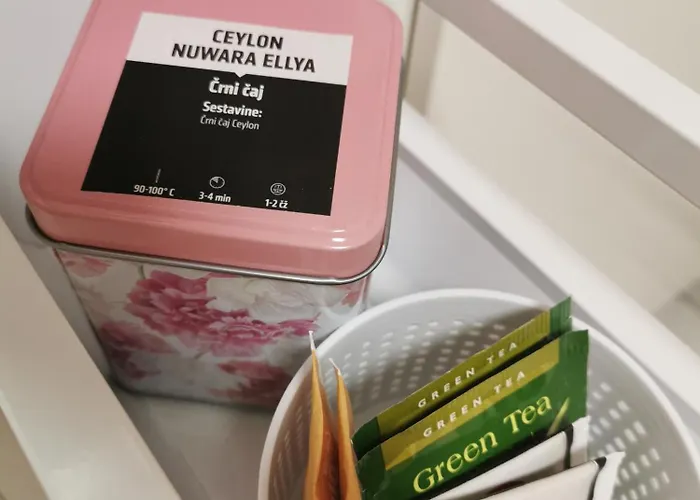 CEYLON
NUWARA ELLYA
Črni čaj
Sestavine:
Črni čaj Ceylon
90-100° C
3-4 min
1-2 čž
GREEN TEA
GREEN TEA
Green Tea